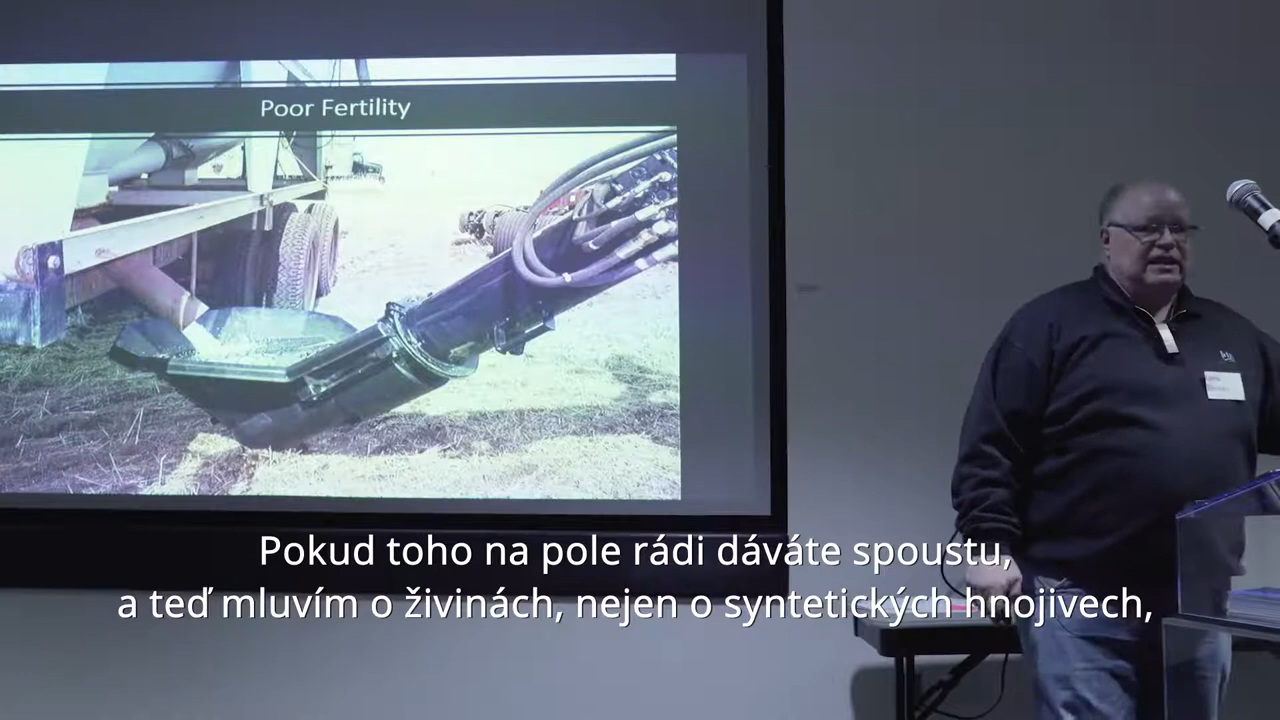 Poor Fertility
Pokud toho na pole rádi dáváte spoustu,
a teď mluvím o živinách, nejen o syntetických hnojivech,